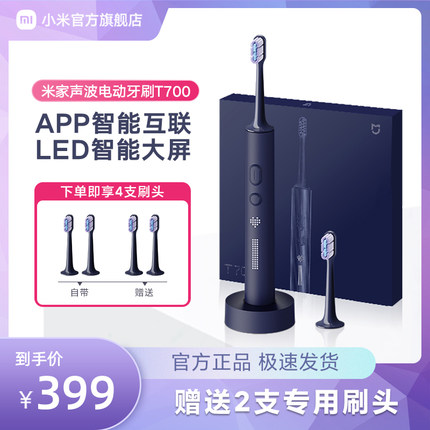 小米官方旗舰店
米家声波电动牙刷T700
APP智能互联
LED智能大屏
下单即享4支刷头
自带
赠送
T70
到手价
¥399
官方正品 极速发货
赠送2支专用刷头